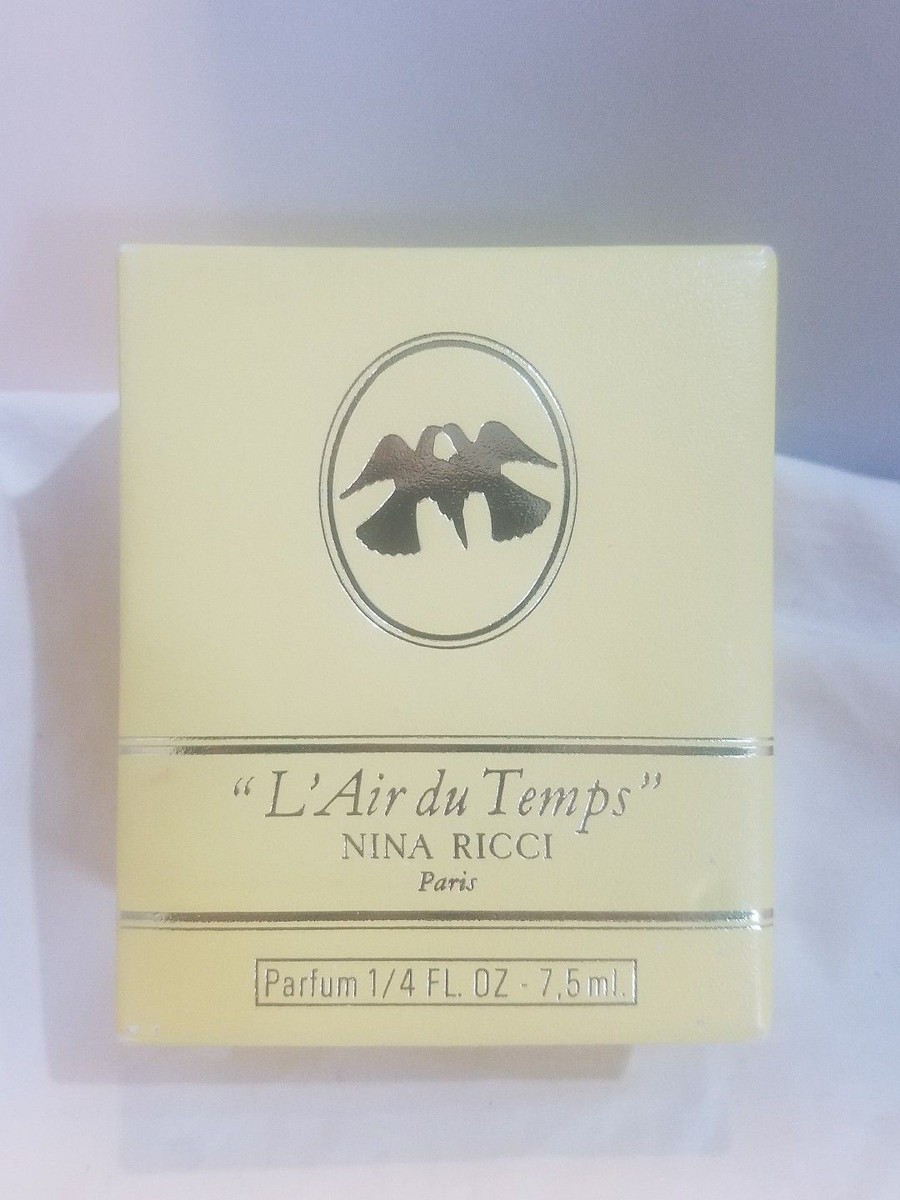 “L’Air du Temps”
NINA RICCI
Paris
Parfum 1/4 FL. OZ - 7,5 ml.